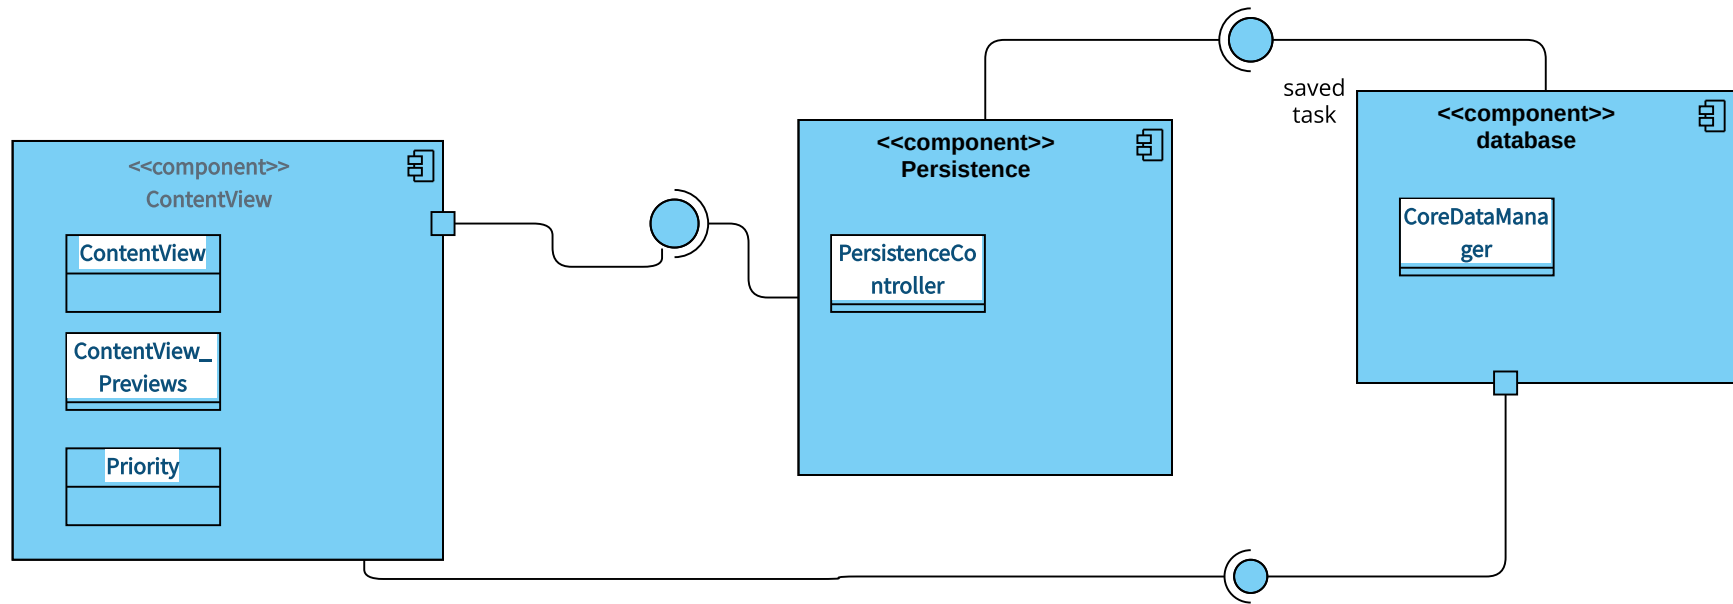 <<component>>
ContentView
ContentView
ContentView_
Previews
Priority
<<component>>
Persistence
PersistenceCo
ntroller
saved
task
<<component>>
database
CoreDataMana
ger